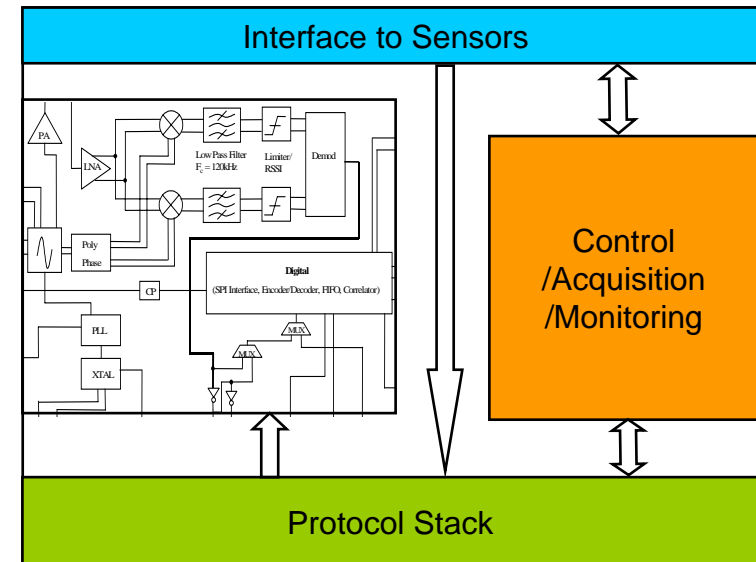 Interface to Sensors
PA
LNA
Low Pass Filter
Fc = 120kHz
Limiter/
RSSI
Demod
Poly
Phase
CP
Digital
(SPI Interface, Encoder/Decoder, FIFO, Correlator)
PLL
MUX
MUX
XTAL
Control
/Acquisition
/Monitoring
Protocol Stack